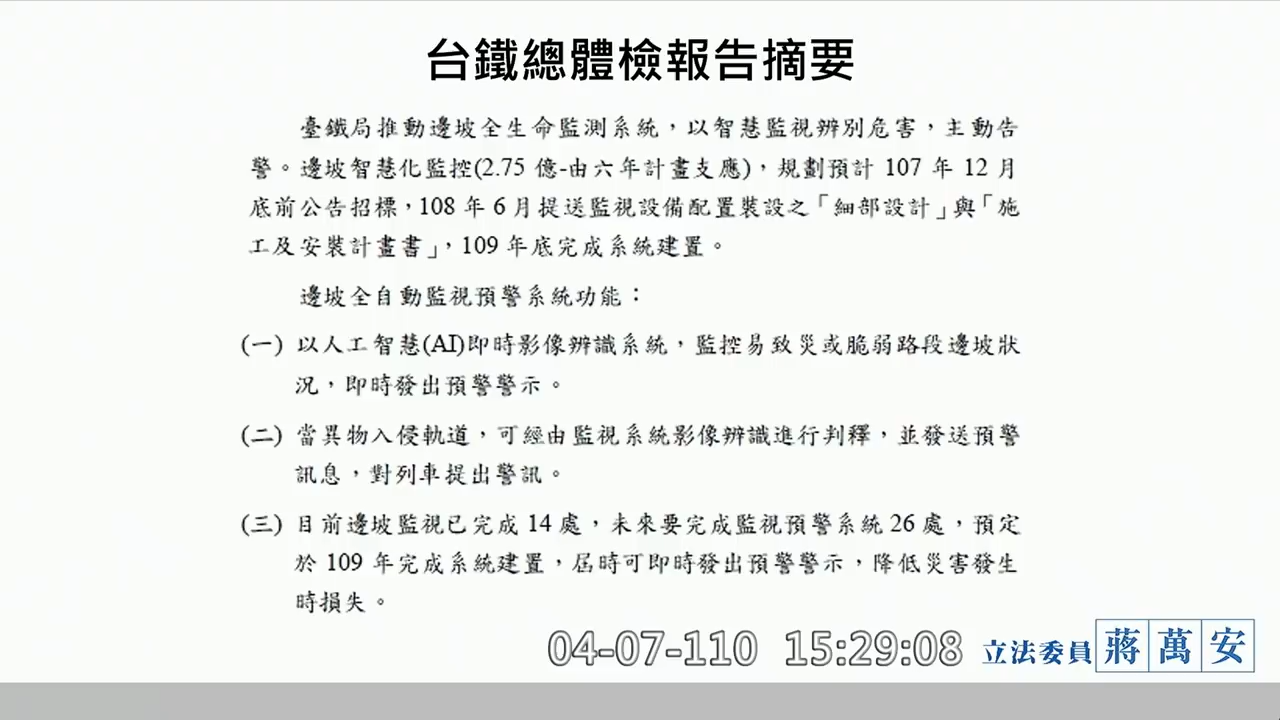 台鐵總體檢報告摘要
臺鐵局推動邊坡全生命監測系統，以智慧監視辨別危害，主動告
警。邊坡智慧化監控(2.75 億-由六年計畫支應)，規劃預計 107 年 12 月
底前公告招標，108 年 6 月提送監視設備配置裝設之「細部設計」與「施
工及安裝計畫書」，109 年底完成系統建置。
邊坡全自動監視預警系統功能：
(一) 以人工智慧(AI)即時影像辨識系統，監控易致災或脆弱路段邊坡狀
況，即時發出預警警示。
(二) 當異物入侵軌道，可經由監視系統影像辨識進行判釋，並發送預警
訊息，對列車提出警訊。
(三) 目前邊坡監視已完成 14 處，未來要完成監視預警系統 26 處，預定
於 109 年完成系統建置，屆時可即時發出預警警示，降低災害發生
時損失。
04-07-110 15:29:08
立法委員 蔣萬安